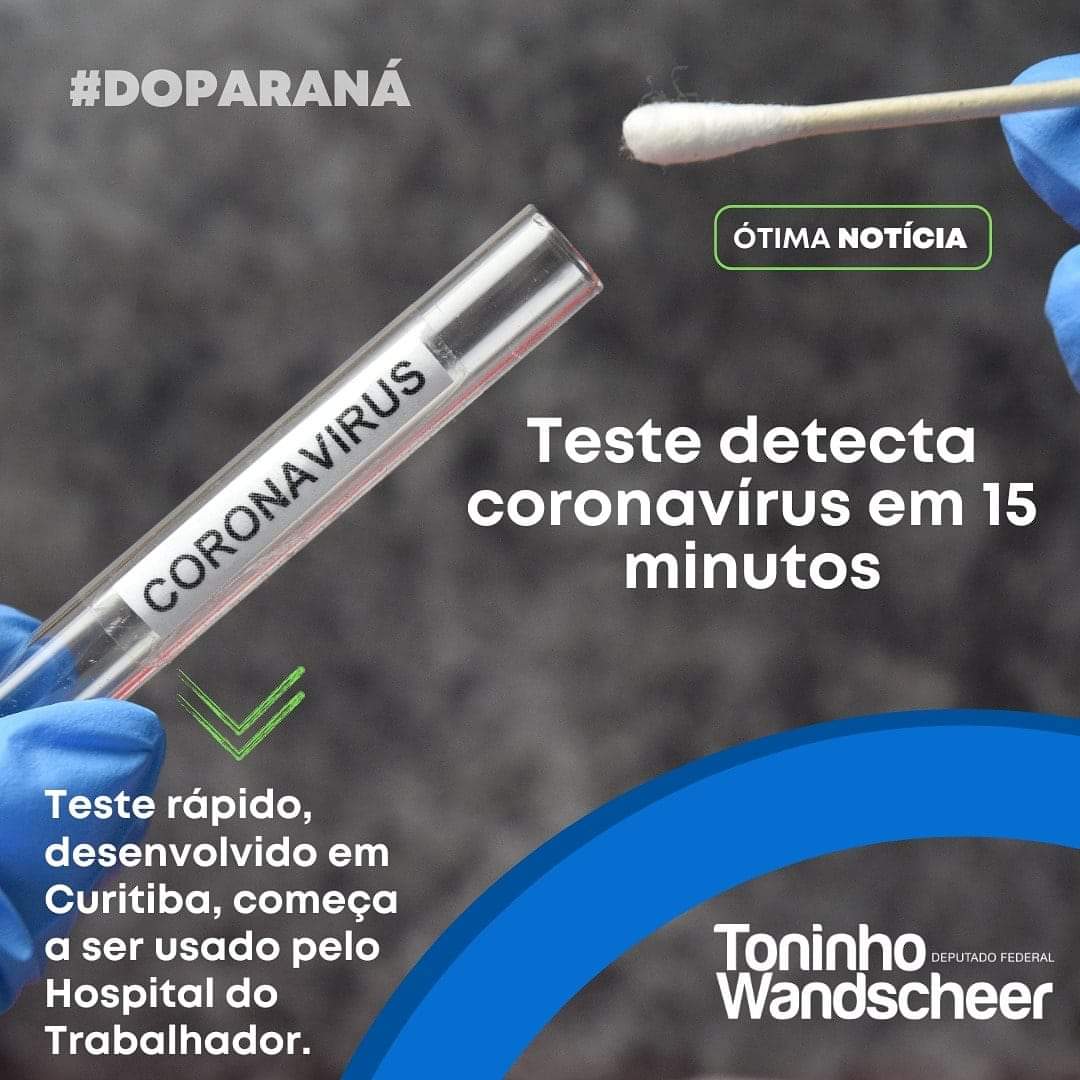 #DOPARANÁ
ÓTIMA NOTÍCIA
CORONAVIRUS
Teste detecta
coronavírus em 15
minutos
Teste rápido,
desenvolvido em
Curitiba, começa
a ser usado pelo
Hospital do
Trabalhador.
Toninho
DEPUTADO FEDERAL
Wandscheer